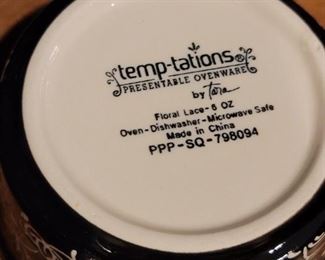 temp-tations®
PRESENTABLE OVENWARE
by Tara
Floral Lace-6 OZ
Oven-Dishwasher-Microwave Safe
Made in China
PPP-SQ-798094